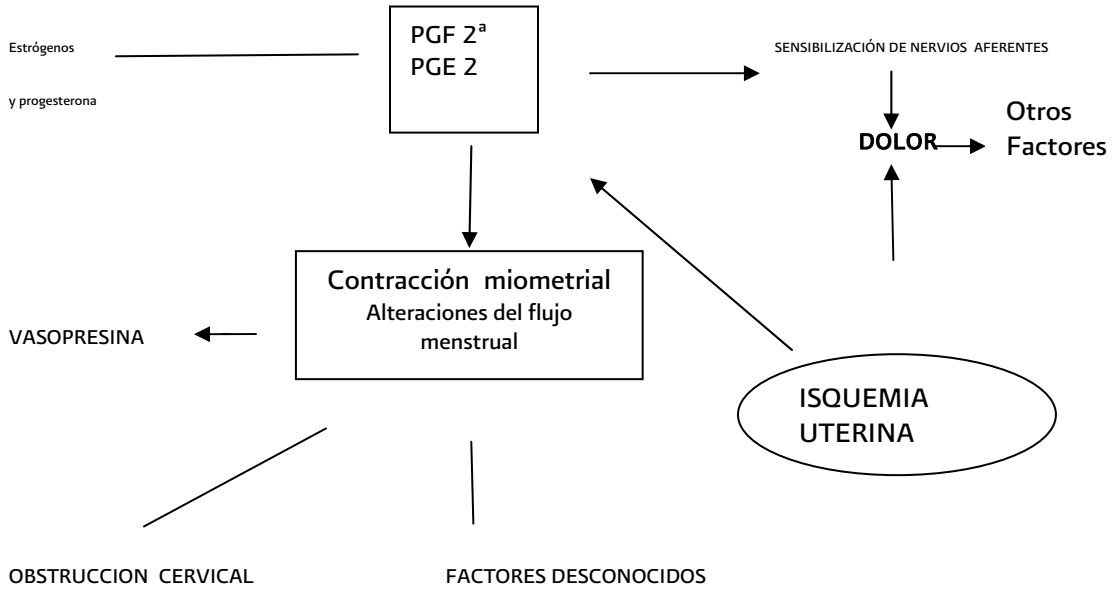 Estrógenos
y progesterona
PGF 2ª
PGE 2
SENSIBILIZACIÓN DE NERVIOS AFERENTES
DOLOR
Otros
Factores
Contracción miometrial
Alteraciones del flujo
menstrual
VASOPRESINA
ISQUEMIA
UTERINA
OBSTRUCCION CERVICAL
FACTORES DESCONOCIDOS